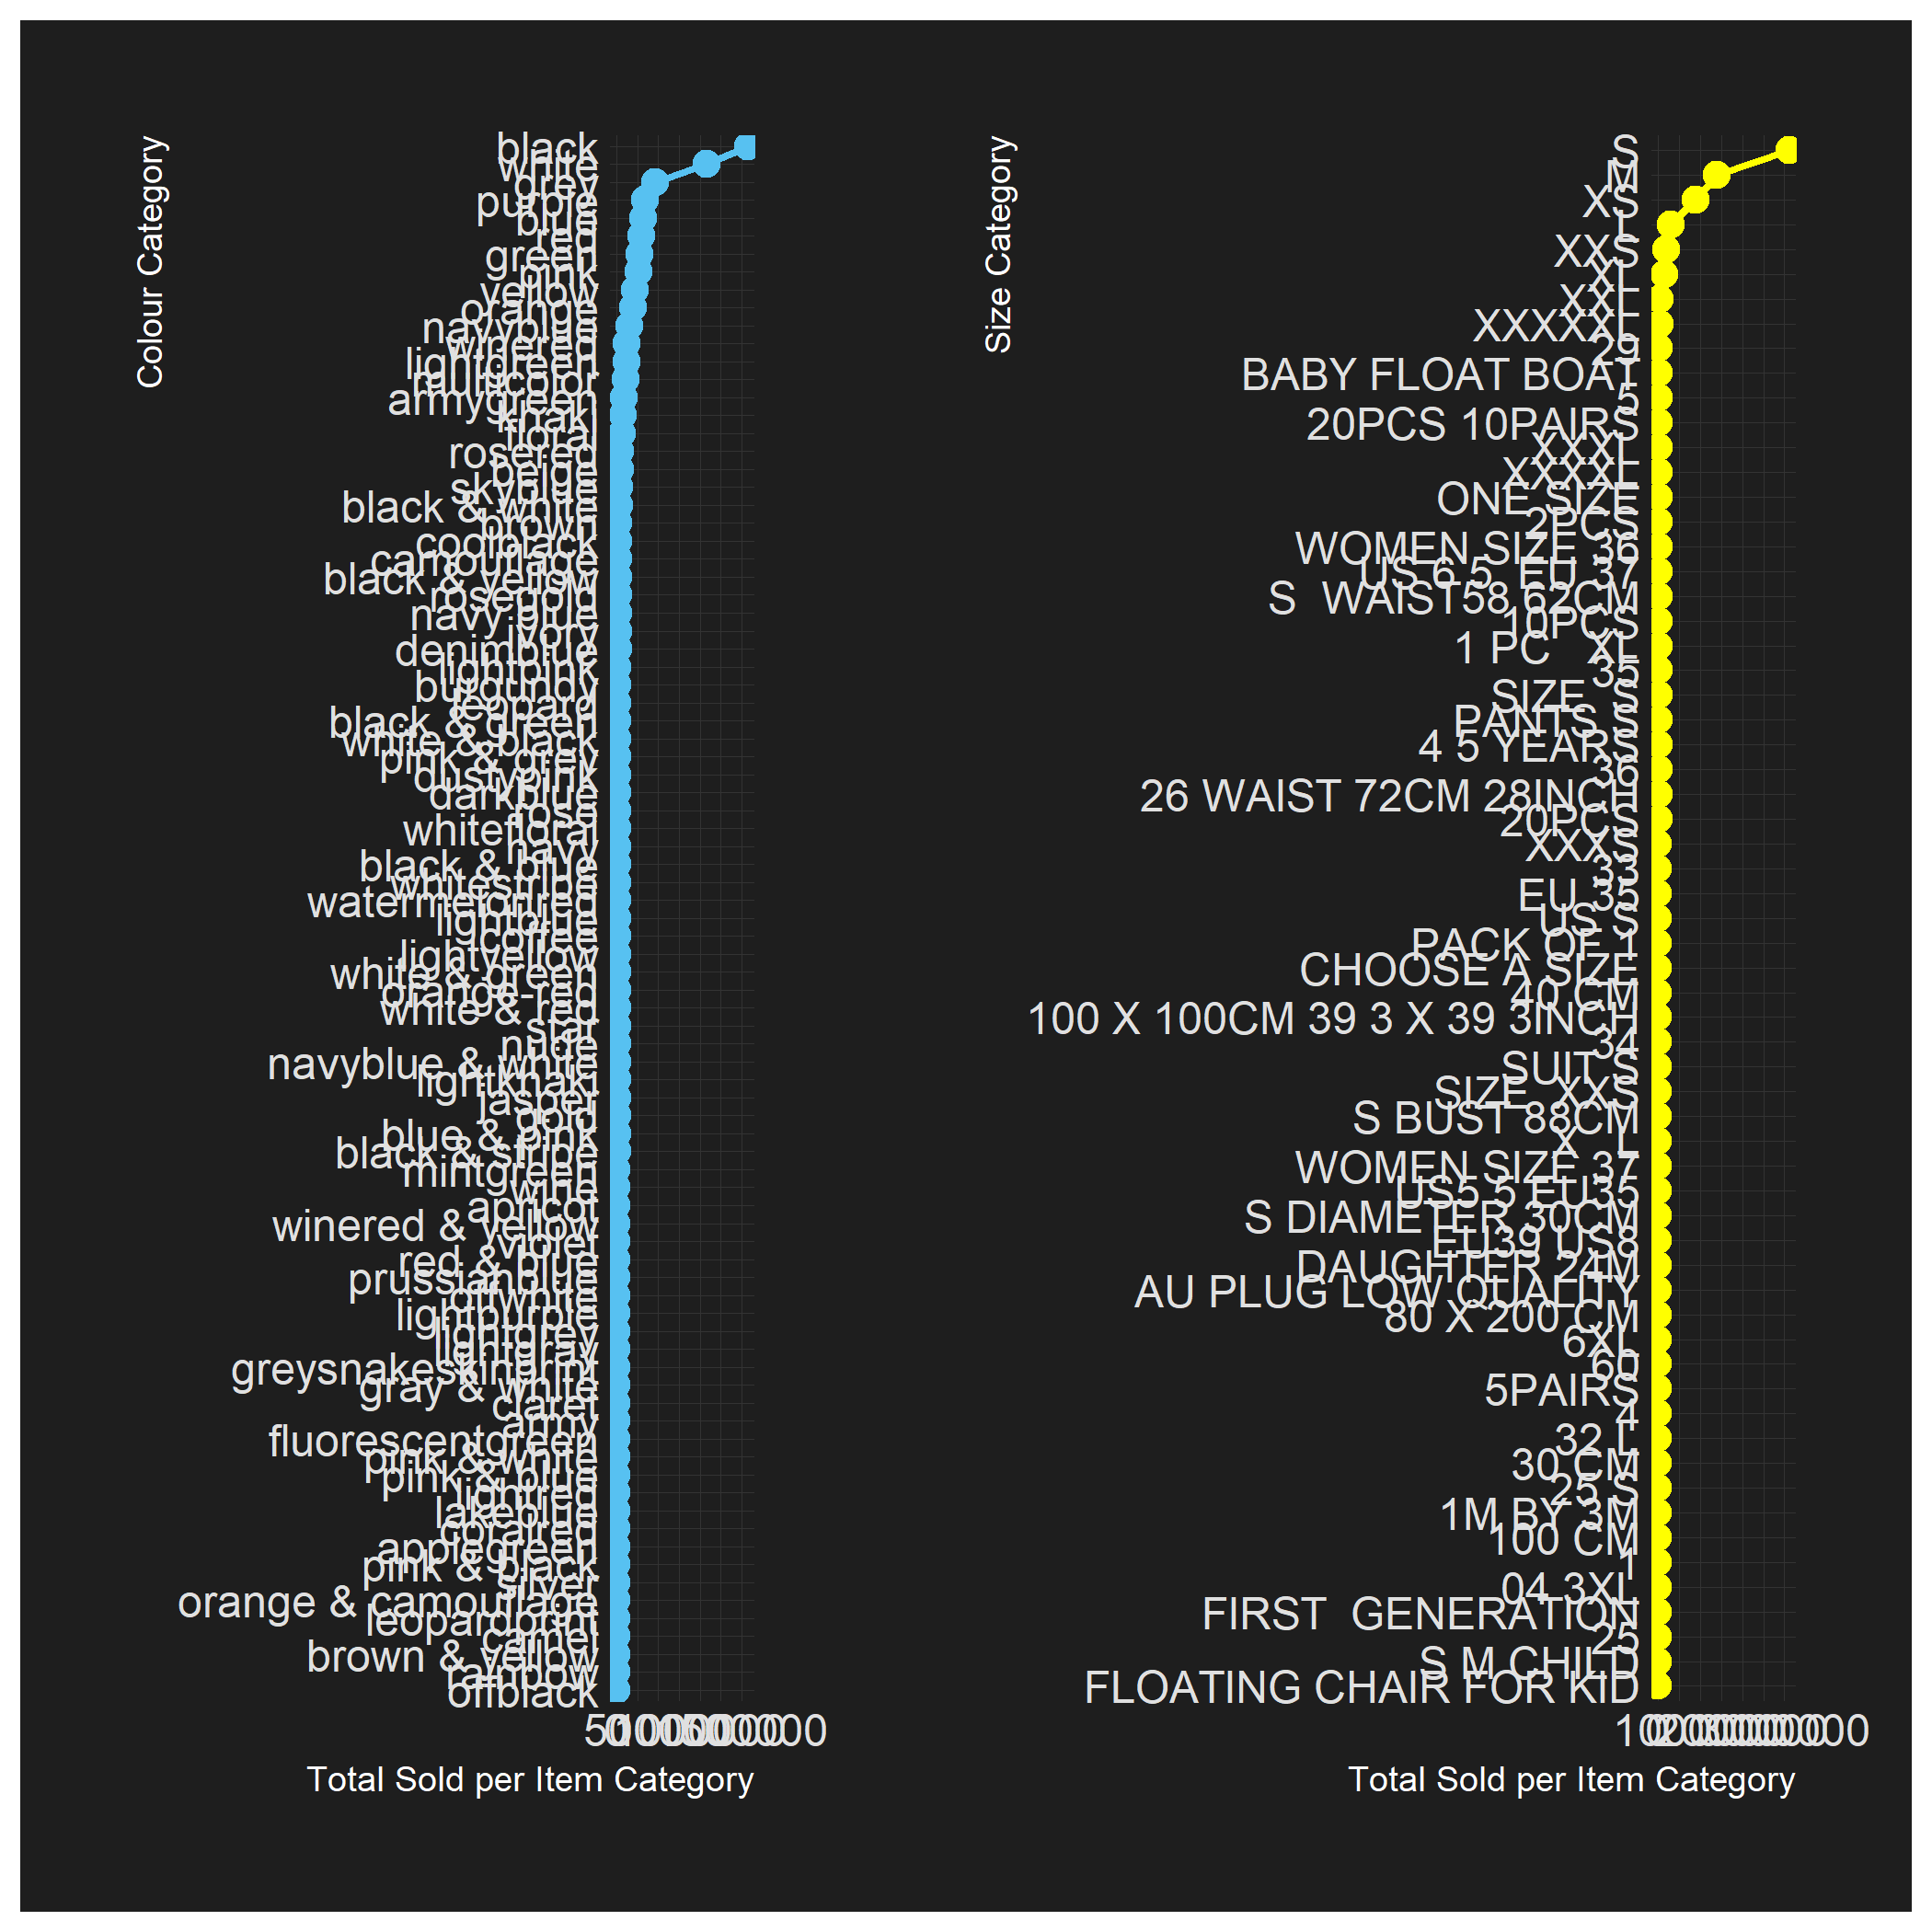 Colour Category
black
white
grey
purple
blue
red
green
pink
yellow
orange
navyblue
winered
lightgreen
multicolor
armygreen
khaki
floral
rosered
beige
skyblue
black & white
brown
coolblack
camouflage
black & yellow
rosegold
navy blue
ivory
denimblue
lightpink
burgundy
leopard
black & green
white & black
pink & grey
dustypink
darkblue
rose
whitefloral
navy
black & blue
whitestripe
watermelonred
lightblue
coffee
lightyellow
white & green
orange-red
white & red
star
nude
navyblue & white
lightkhaki
jasper
gold
blue & pink
black & stripe
mintgreen
wine
apricot
winered & yellow
violet
red & blue
prussianblue
offwhite
lightpurple
lightgrey
lightgray
greysnakeskinprint
gray & white
claret
army
fluorescentgreen
pink & white
pink & blue
lightred
lakeblue
coralred
applegreen
pink & black
silver
orange & camouflage
leopardprint
camel
brown & yellow
rainbow
offblack
Total Sold per Item Category
Size Category
S
M
XS
L
XXS
XL
XXL
XXXXXL
29
BABY FLOAT BOAT
5
20PCS 10PAIRS
XXXL
XXXXL
ONE SIZE
2PCS
WOMEN SIZE 36
US 6 5  EU 37
S  WAIST58 62CM
10PCS
1 PC   XL
35
SIZE  S
PANTS S
4 5 YEARS
36
26 WAIST 72CM 28INCH
20PCS
XXXS
33
EU 35
US S
PACK OF 1
CHOOSE A SIZE
40 CM
100 X 100CM 39 3 X 39 3INCH
34
SUIT S
SIZE  XXS
S BUST 88CM
X   L
WOMEN SIZE 37
US5 5 EU35
S DIAMETER 30CM
EU39 US8
DAUGHTER 24M
AU PLUG LOW QUALITY
80 X 200 CM
6XL
60
5PAIRS
4
32 L
30 CM
25 S
1M BY 3M
100 CM
1
04 3XL
FIRST  GENERATION
25
S M CHILD
FLOATING CHAIR FOR KID
Total Sold per Item Category